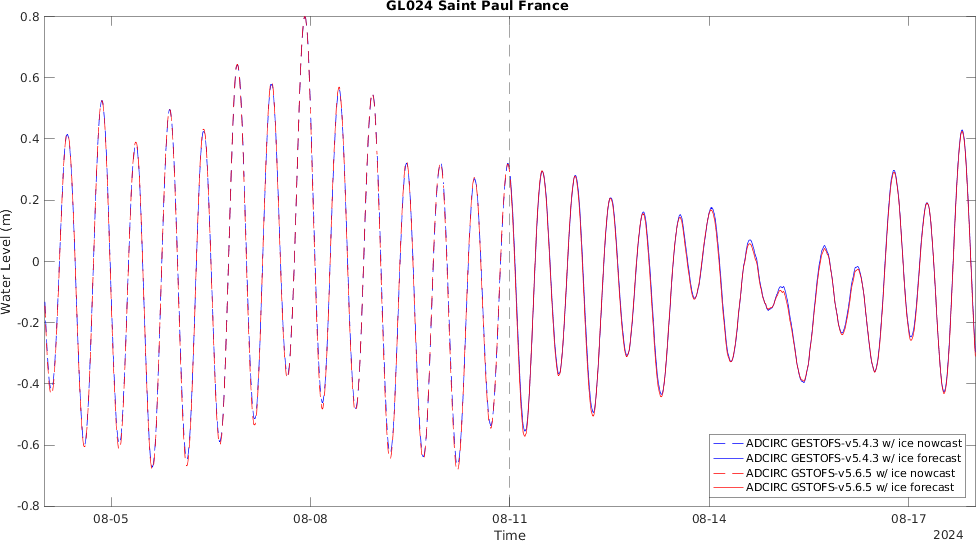 GL024 Saint Paul France
0.8
0.6
0.4
0.2
0
-0.2
-0.4
-0.6
-0.8
Water Level (m)
08-05 08-08 08-11 08-14 08-17
Time
2024
ADCIRC GESTOFS-v5.4.3 w/ ice nowcast
ADCIRC GESTOFS-v5.4.3 w/ ice forecast
ADCIRC GSTOFS-v5.6.5 w/ ice nowcast
ADCIRC GSTOFS-v5.6.5 w/ ice forecast